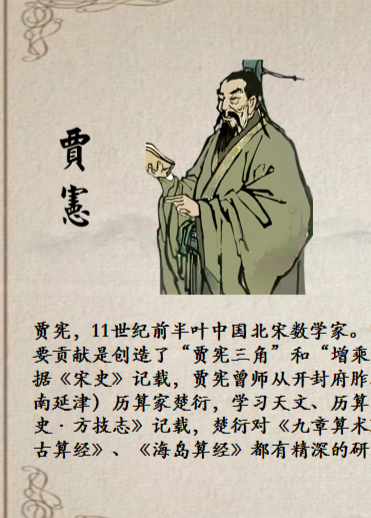 賈憲
贾宪，11世纪前半叶中国北宋数学家。
要贡献是创造了“贾宪三角”和“增乘
据《宋史》记载，贾宪曾师从开封府胙
南延津）历算家楚衍，学习天文、历算
史·方技志》记载，楚衍对《九章算术
古算经》、《海岛算经》都有精深的研